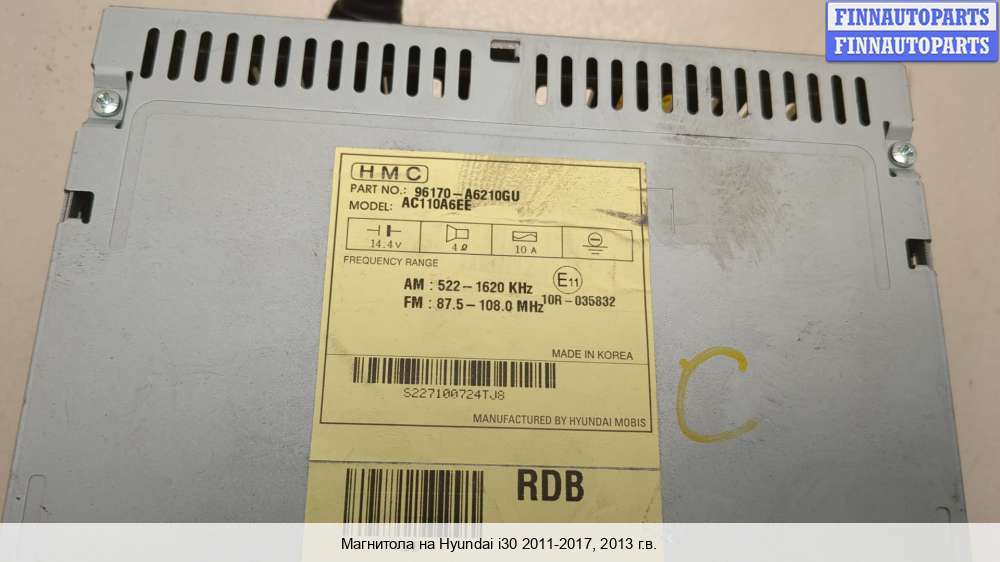 FINNAUTOPARTS
FINNAUTOPARTS
HMC
PART NO.: 96170-A6210GU
MODEL: AC110A6EE
14.4V 4Ω 10A
FREQUENCY RANGE
AM : 522-1620 KHz
FM : 87.5-108.0 MHz
E11
10R-035832
MADE IN KOREA
S227100724TJ8
MANUFACTURED BY HYUNDAI MOBIS
C
RDB
Магнитола на Hyundai i30 2011-2017, 2013 г.в.